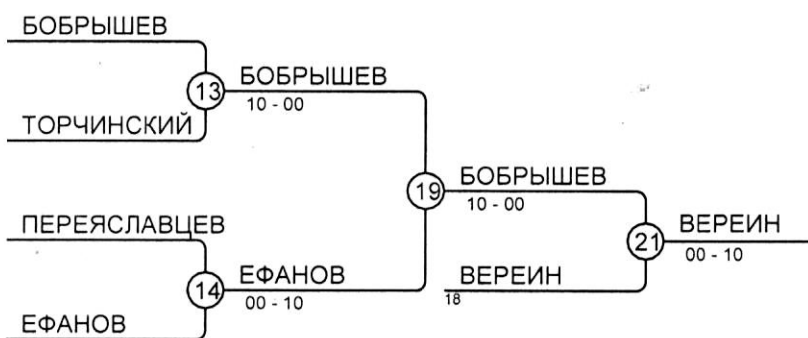 БОБРЫШЕВ
13
БОБРЫШЕВ
10 - 00
ТОРЧИНСКИЙ
19
БОБРЫШЕВ
10 - 00
ПЕРЕЯСЛАВЦЕВ
21
ВЕРЕИН
00 - 10
14
ЕФАНОВ
00 - 10
ВЕРЕИН
18
ЕФАНОВ